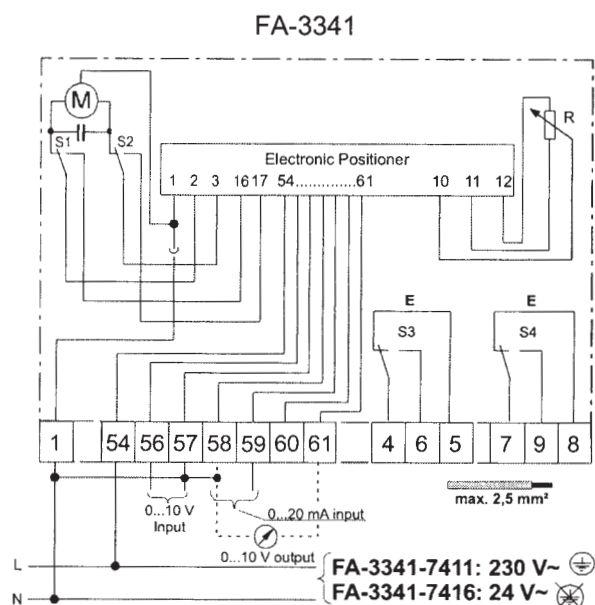 FA-3341
M
S1 S2
R
Electronic Positioner
1 2 3 16 17 54..............61 10 11 12
E E
S3 S4
1 54 56 57 58 59 60 61 4 6 5 7 9 8
0...10 V
Input
0...20 mA input
max. 2,5 mm²
0...10 V output
L
FA-3341-7411: 230 V~
N
FA-3341-7416: 24 V~